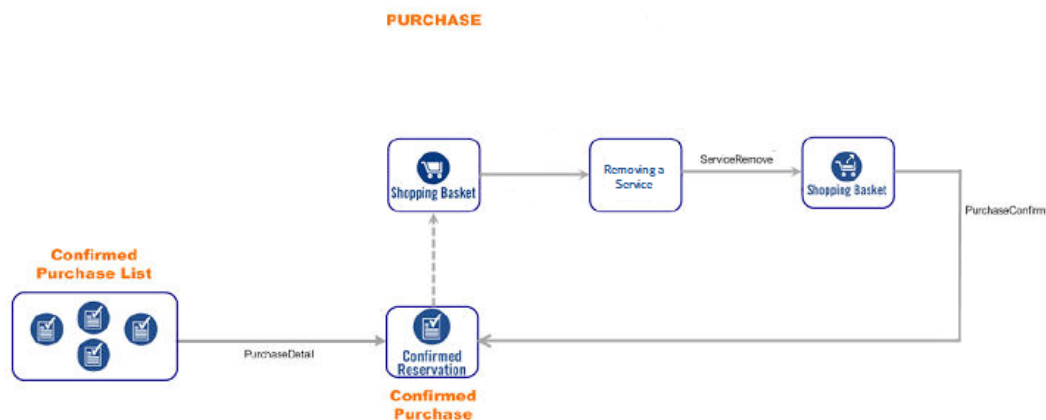 PURCHASE
Shopping Basket
Removing a
Service
ServiceRemove
Shopping Basket
PurchaseConfirm
Confirmed
Purchase List
PurchaseDetail
Confirmed
Reservation
Confirmed
Purchase